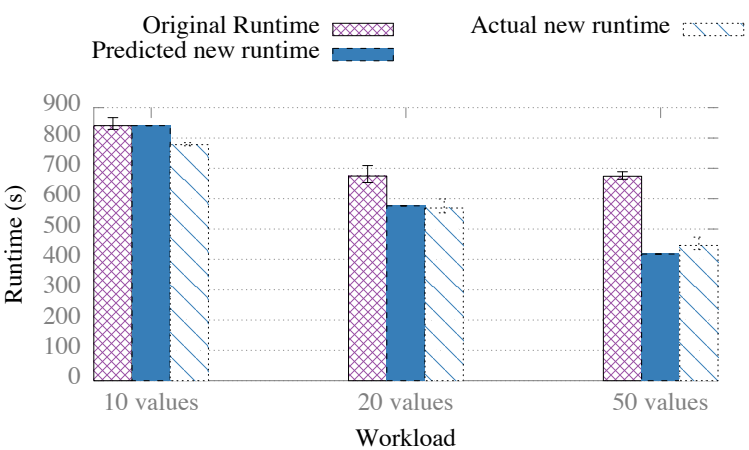 Original Runtime
Actual new runtime
Predicted new runtime
900
800
700
600
500
400
300
200
100
0
Runtime (s)
10 values
20 values
50 values
Workload